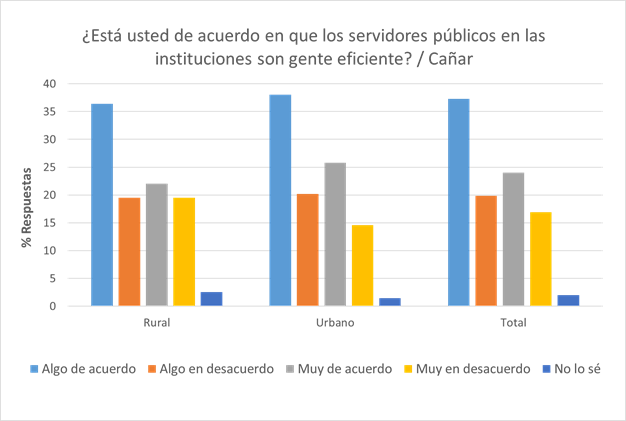 ¿Está usted de acuerdo en que los servidores públicos en las
instituciones son gente eficiente? / Cañar
40
35
30
25
20
15
10
5
0
% Respuestas
Rural Urbano Total
Algo de acuerdo Algo en desacuerdo Muy de acuerdo Muy en desacuerdo No lo sé